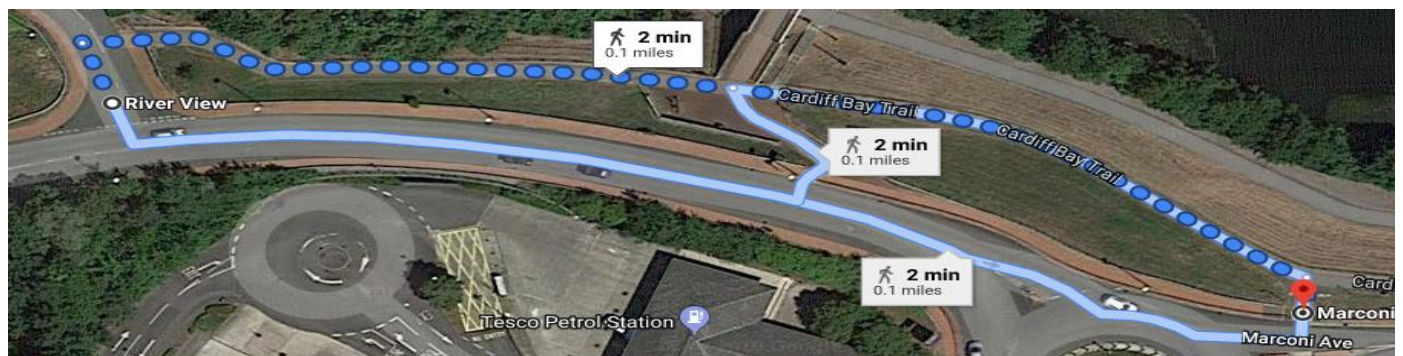 2 min
0.1 miles
River View
Cardiff Bay Trail
Cardiff Bay Trail
2 min
0.1 miles
2 min
0.1 miles
Card
Tesco Petrol Station
Marconi
Marconi Ave